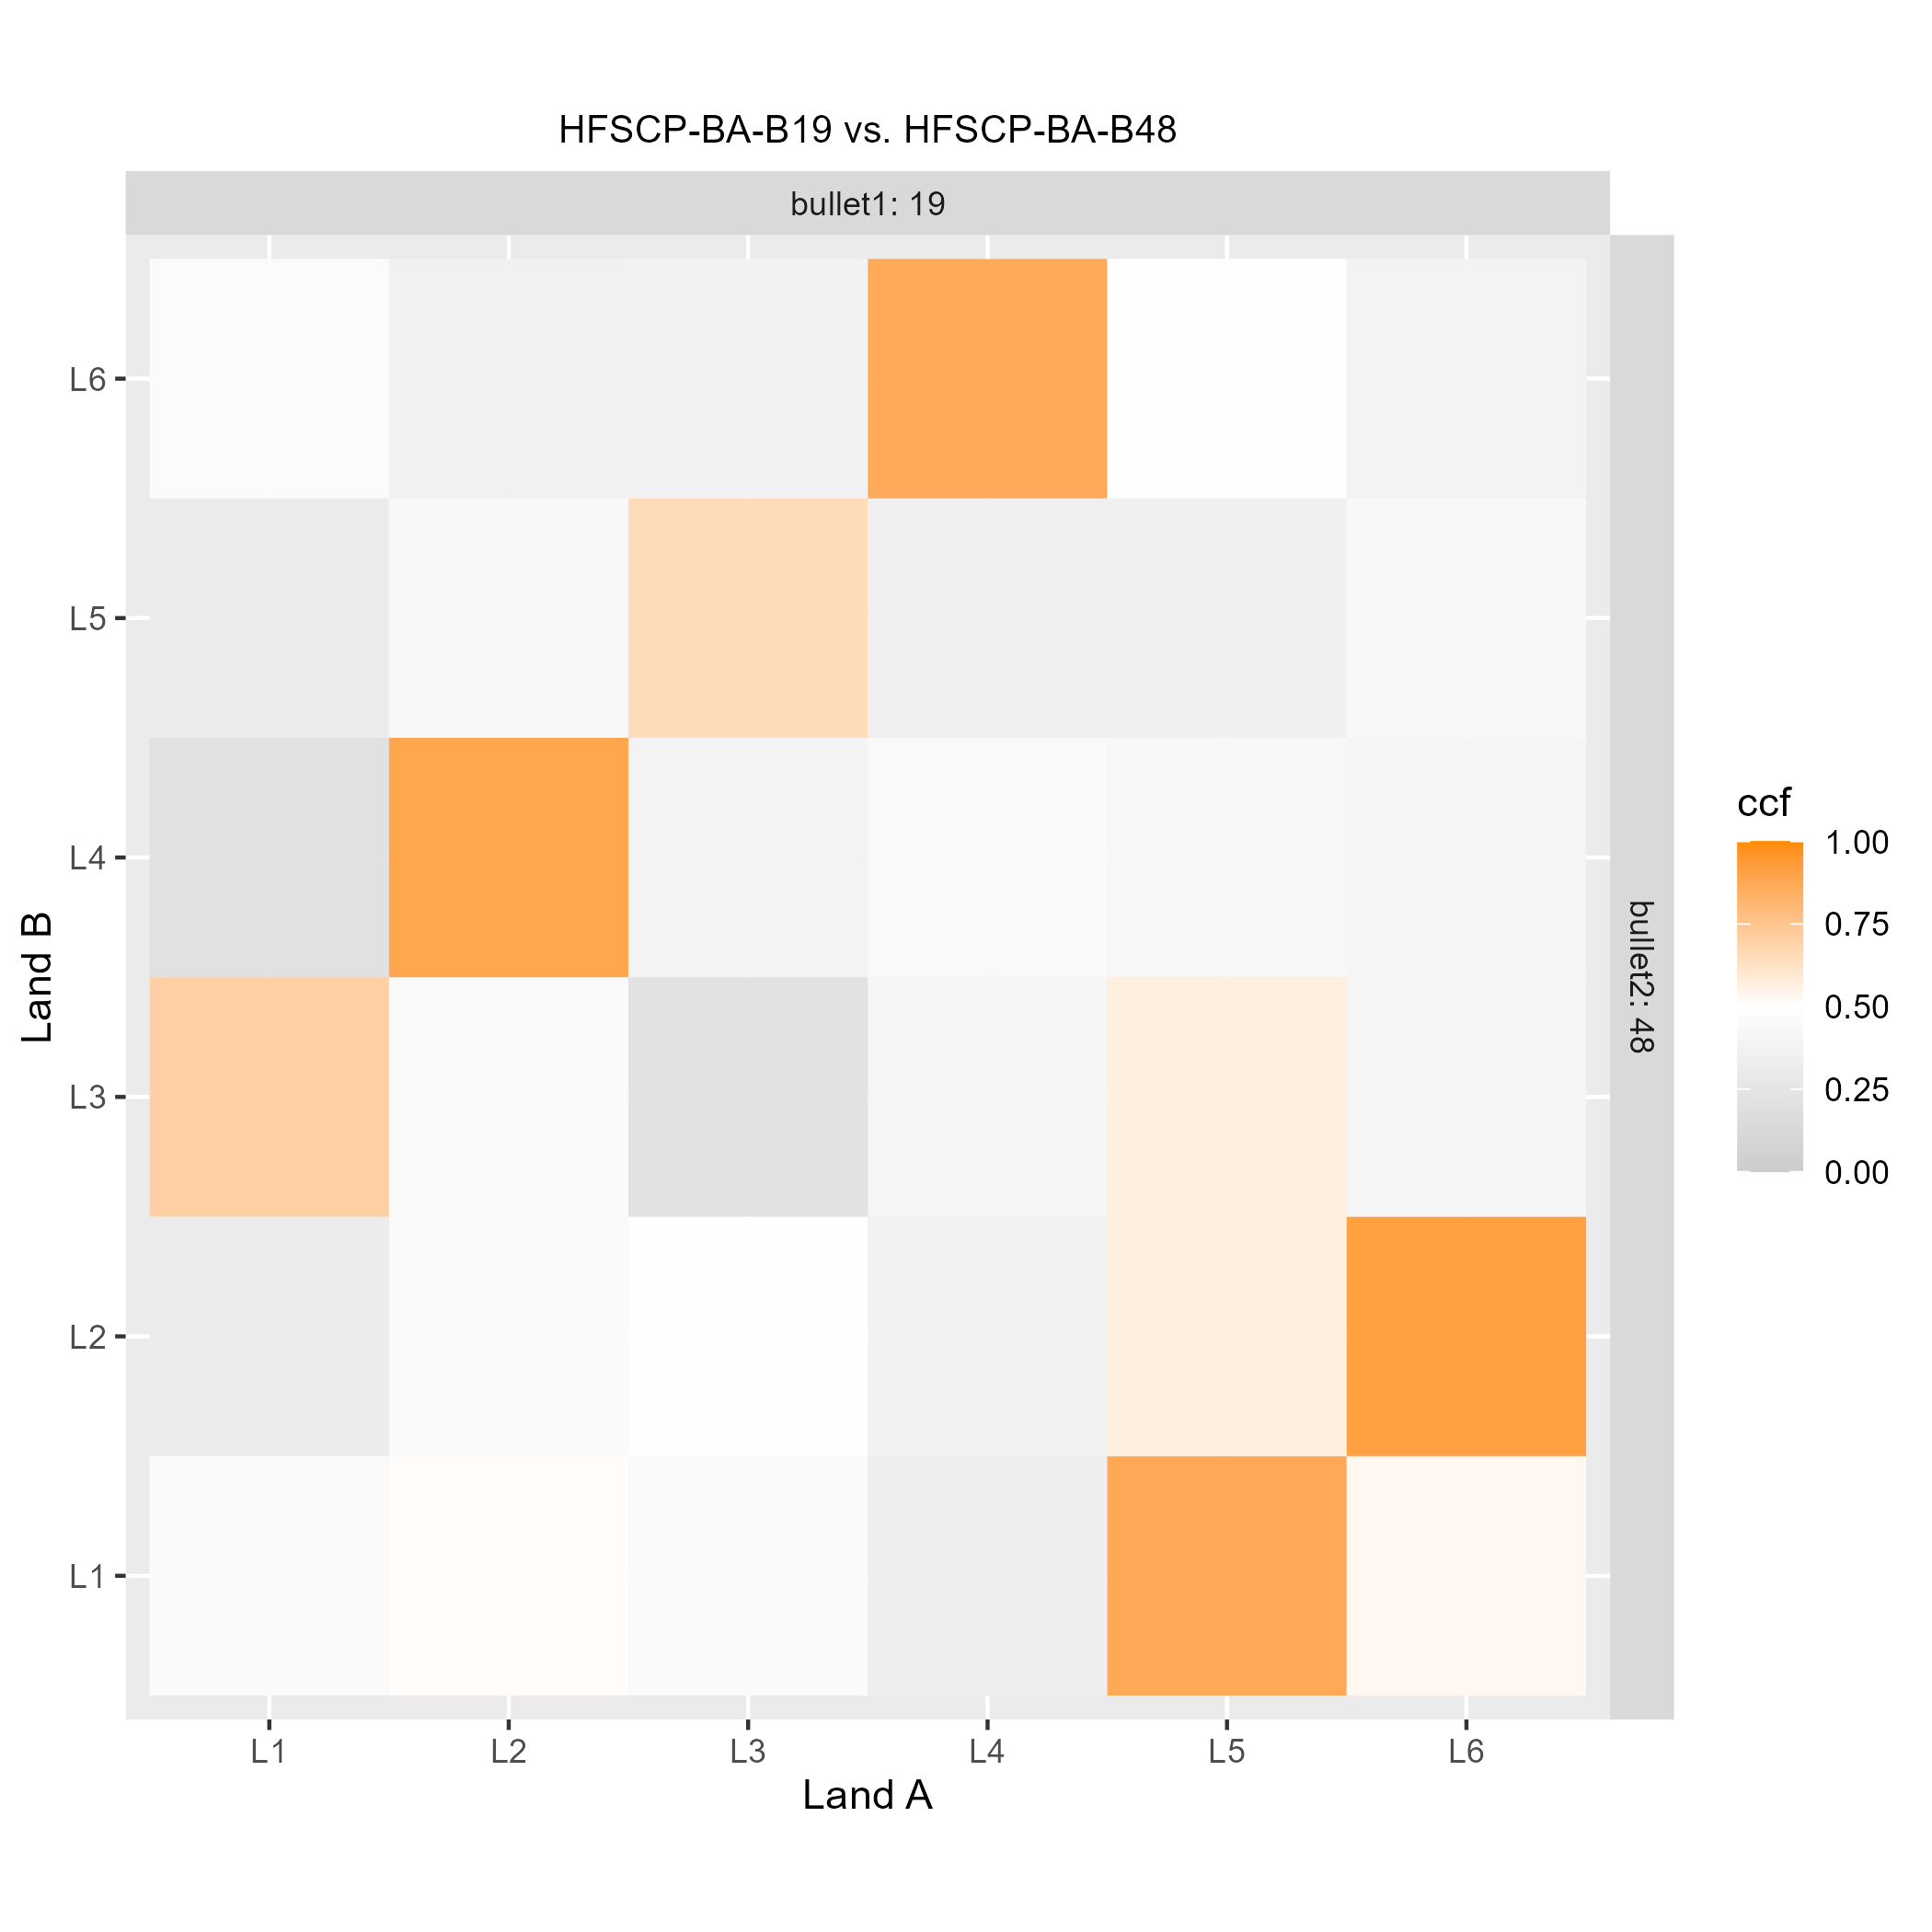 HFSCP-BA-B19 vs. HFSCP-BA-B48
bullet1: 19
L6
L5
L4
L3
L2
L1
Land B
L1 L2 L3 L4 L5 L6
Land A
bullet2: 48
ccf
1.00
0.75
0.50
0.25
0.00